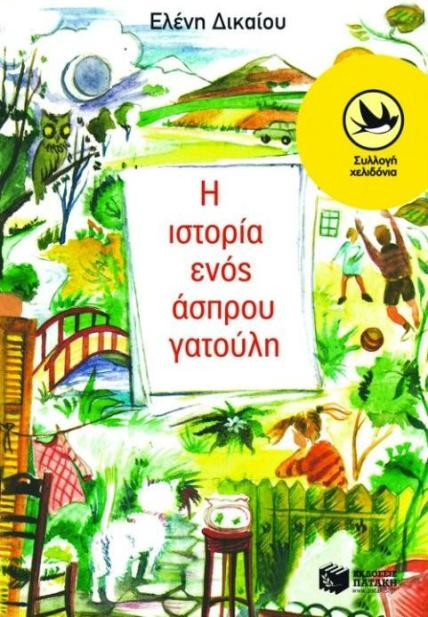 Ελένη Δικαίου
Συλλογή
χελιδόνια
Η
ιστορία
ενός
άσπρου
γατούλη
ΕΚΔΟΣΕΙΣ
ΠΑΤΑΚΗ